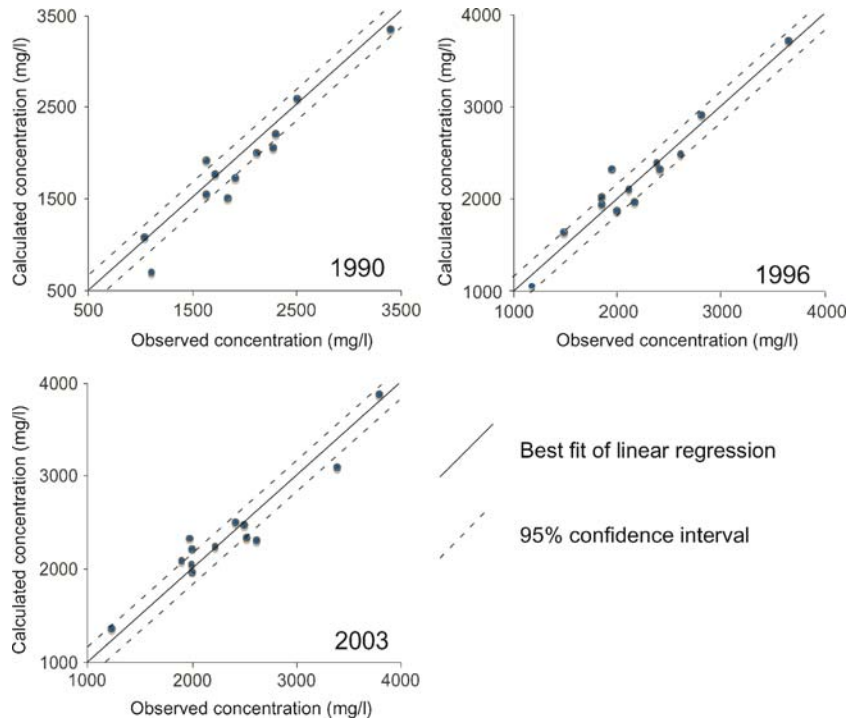 3500
2500
1500
500
Calculated concentration (mg/l)
1990
500 1500 2500 3500
Observed concentration (mg/l)
4000
3000
2000
1000
Calculated concentration (mg/l)
1996
1000 2000 3000 4000
Observed concentration (mg/l)
4000
3000
2000
1000
Calculated concentration (mg/l)
2003
1000 2000 3000 4000
Observed concentration (mg/l)
Best fit of linear regression
95% confidence interval